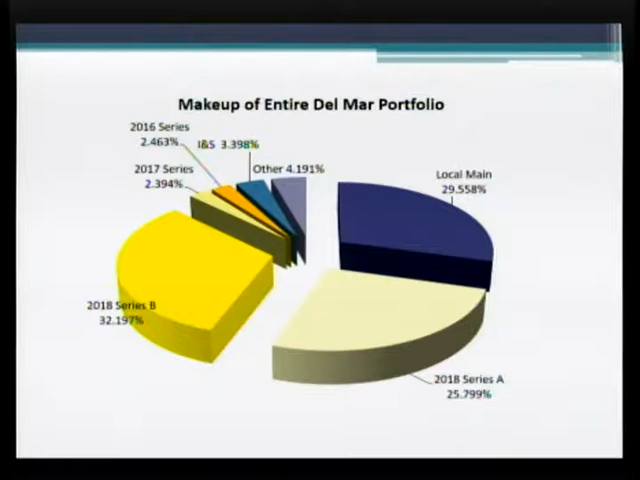 Makeup of Entire Del Mar Portfolio
2016 Series
2.463%
I&S 3.398%
2017 Series
2.394%
Other 4.191%
Local Main
29.558%
2018 Series B
32.197%
2018 Series A
25.799%